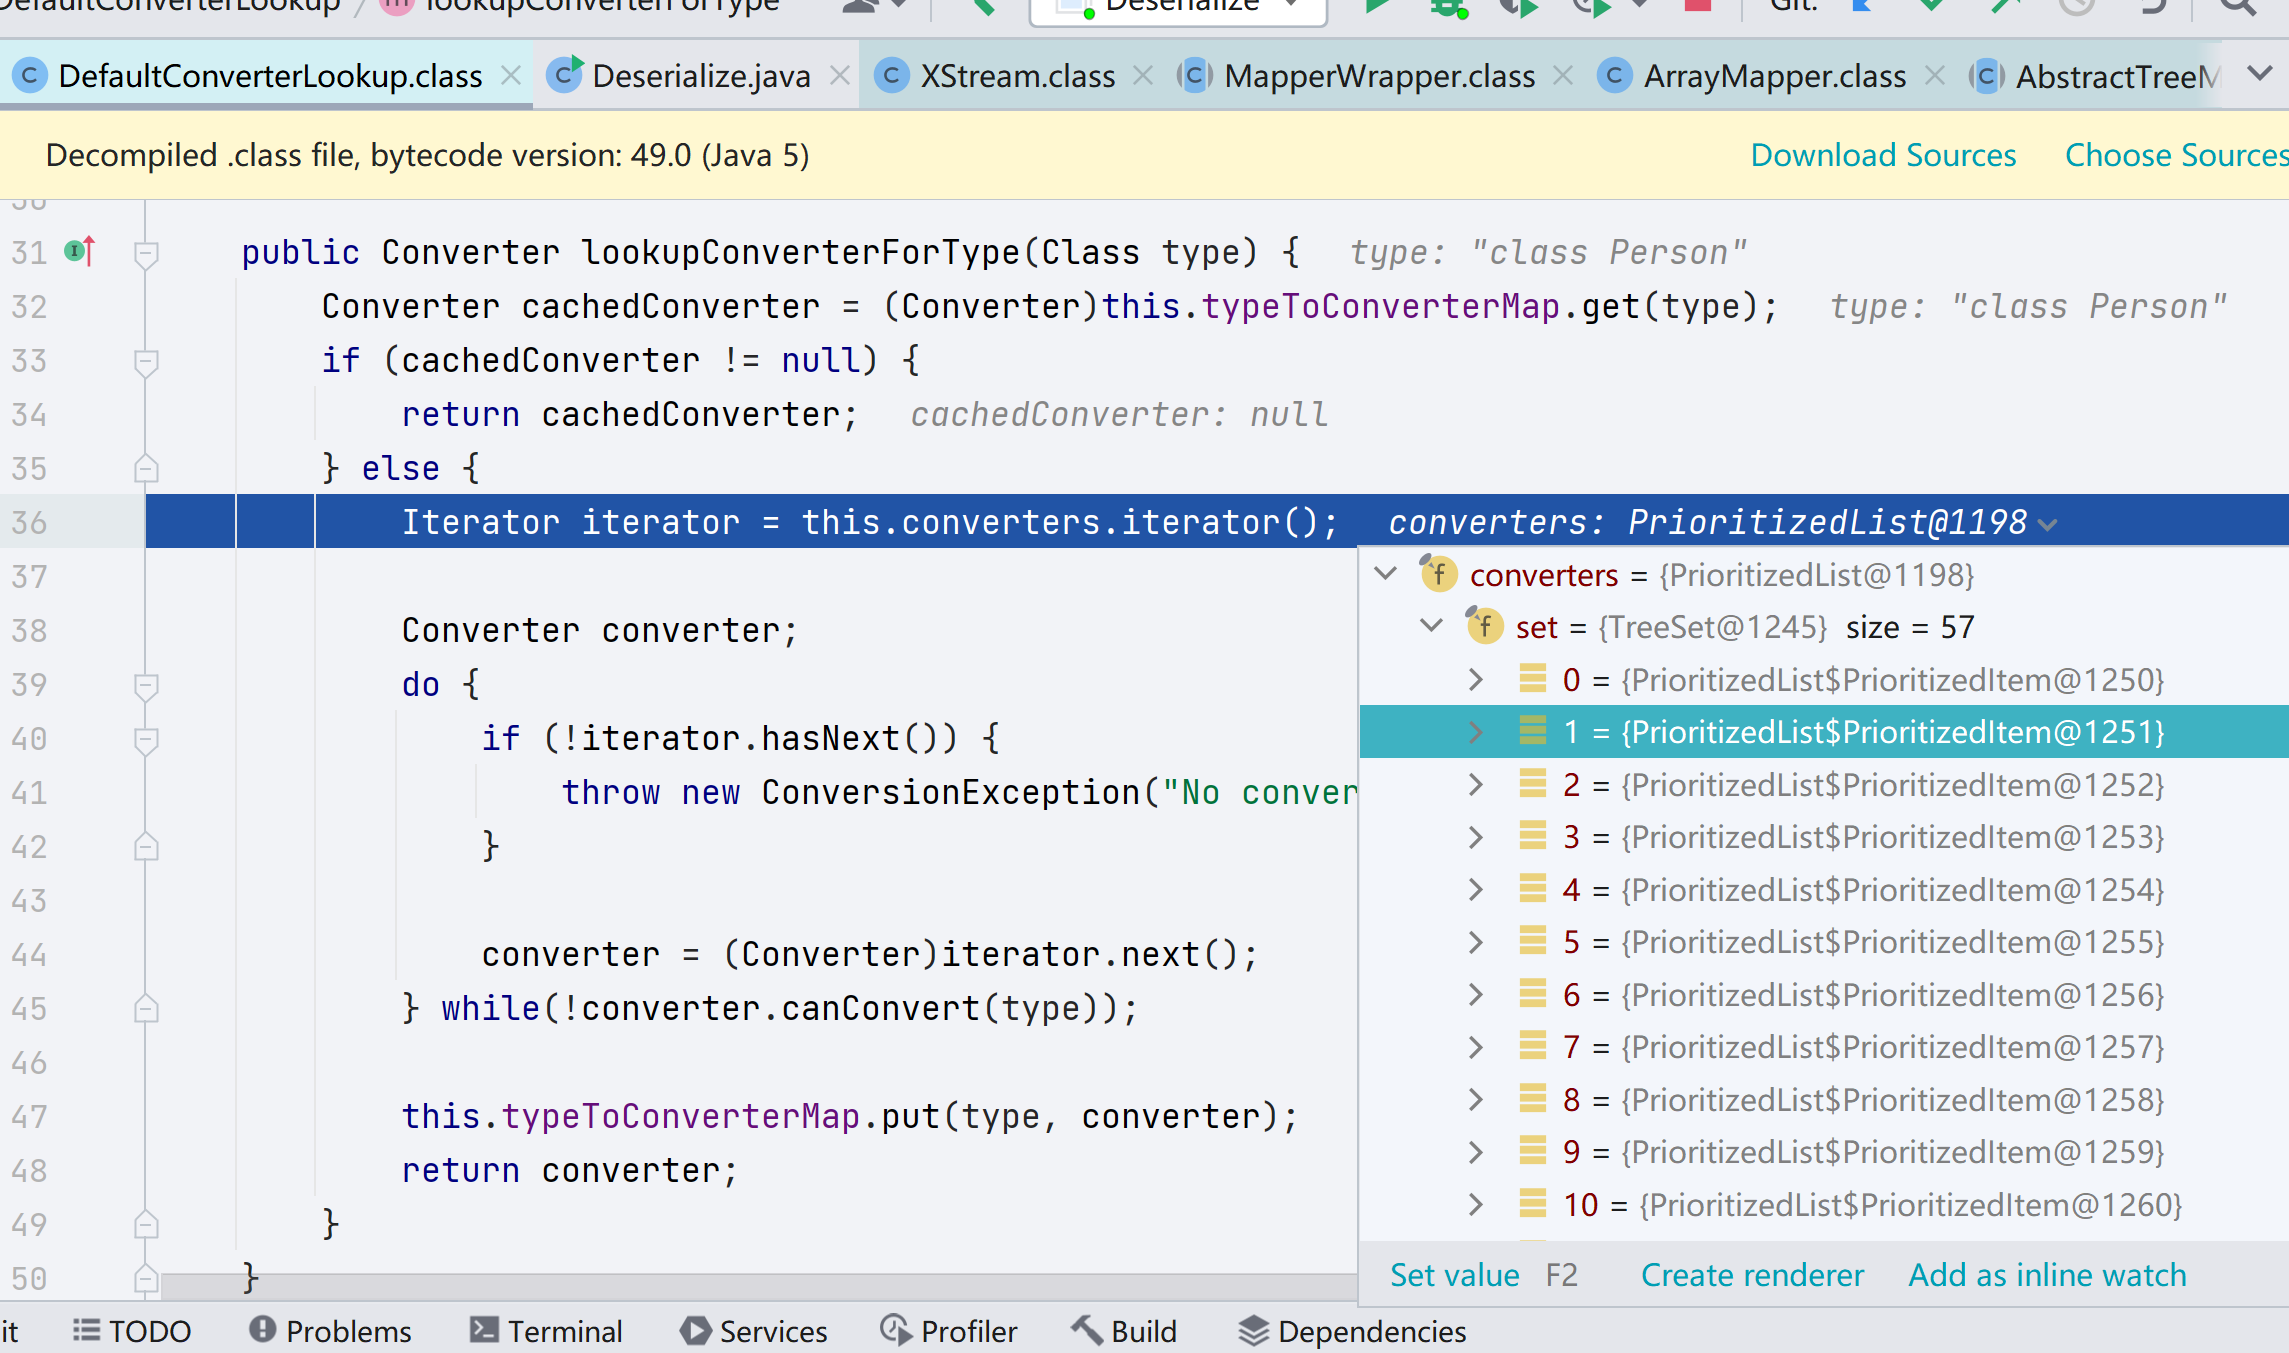 DefaultConverterLookup / m lookupConverterForType Deserialize Git:
DefaultConverterLookup.class Deserialize.java XStream.class MapperWrapper.class ArrayMapper.class AbstractTreeM
Decompiled .class file, bytecode version: 49.0 (Java 5) Download Sources Choose Sources
30
31 public Converter lookupConverterForType(Class type) { type: "class Person"
32 Converter cachedConverter = (Converter)this.typeToConverterMap.get(type); type: "class Person"
33 if (cachedConverter != null) {
34 return cachedConverter; cachedConverter: null
35 } else {
36 Iterator iterator = this.converters.iterator(); converters: PrioritizedList@1198
37
38 Converter converter;
39 do {
40 if (!iterator.hasNext()) {
41 throw new ConversionException("No conver
42 }
43
44 converter = (Converter)iterator.next();
45 } while(!converter.canConvert(type));
46
47 this.typeToConverterMap.put(type, converter);
48 return converter;
49 }
50 }
converters = {PrioritizedList@1198}
set = {TreeSet@1245} size = 57
0 = {PrioritizedList$PrioritizedItem@1250}
1 = {PrioritizedList$PrioritizedItem@1251}
2 = {PrioritizedList$PrioritizedItem@1252}
3 = {PrioritizedList$PrioritizedItem@1253}
4 = {PrioritizedList$PrioritizedItem@1254}
5 = {PrioritizedList$PrioritizedItem@1255}
6 = {PrioritizedList$PrioritizedItem@1256}
7 = {PrioritizedList$PrioritizedItem@1257}
8 = {PrioritizedList$PrioritizedItem@1258}
9 = {PrioritizedList$PrioritizedItem@1259}
10 = {PrioritizedList$PrioritizedItem@1260}
Set value F2 Create renderer Add as inline watch
it TODO Problems Terminal Services Profiler Build Dependencies